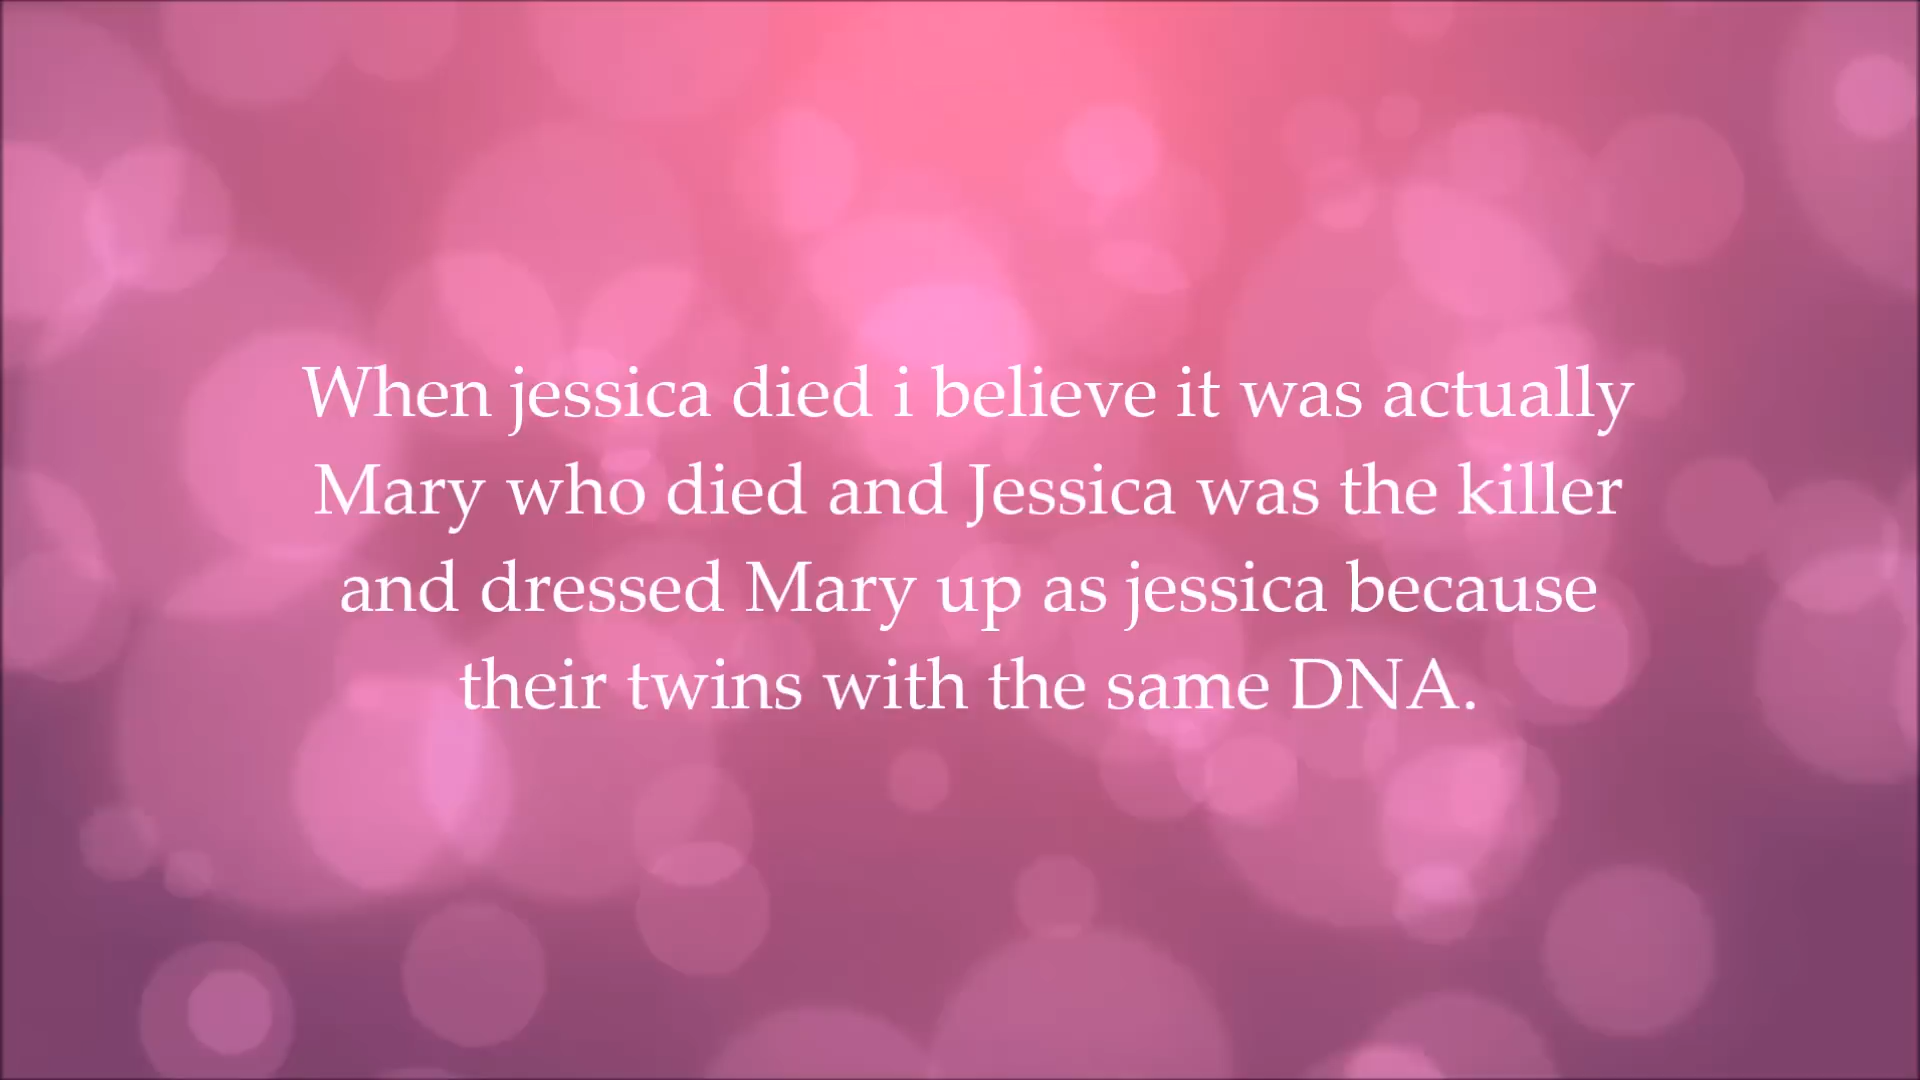 When jessica died i believe it was actually
Mary who died and Jessica was the killer
and dressed Mary up as jessica because
their twins with the same DNA.